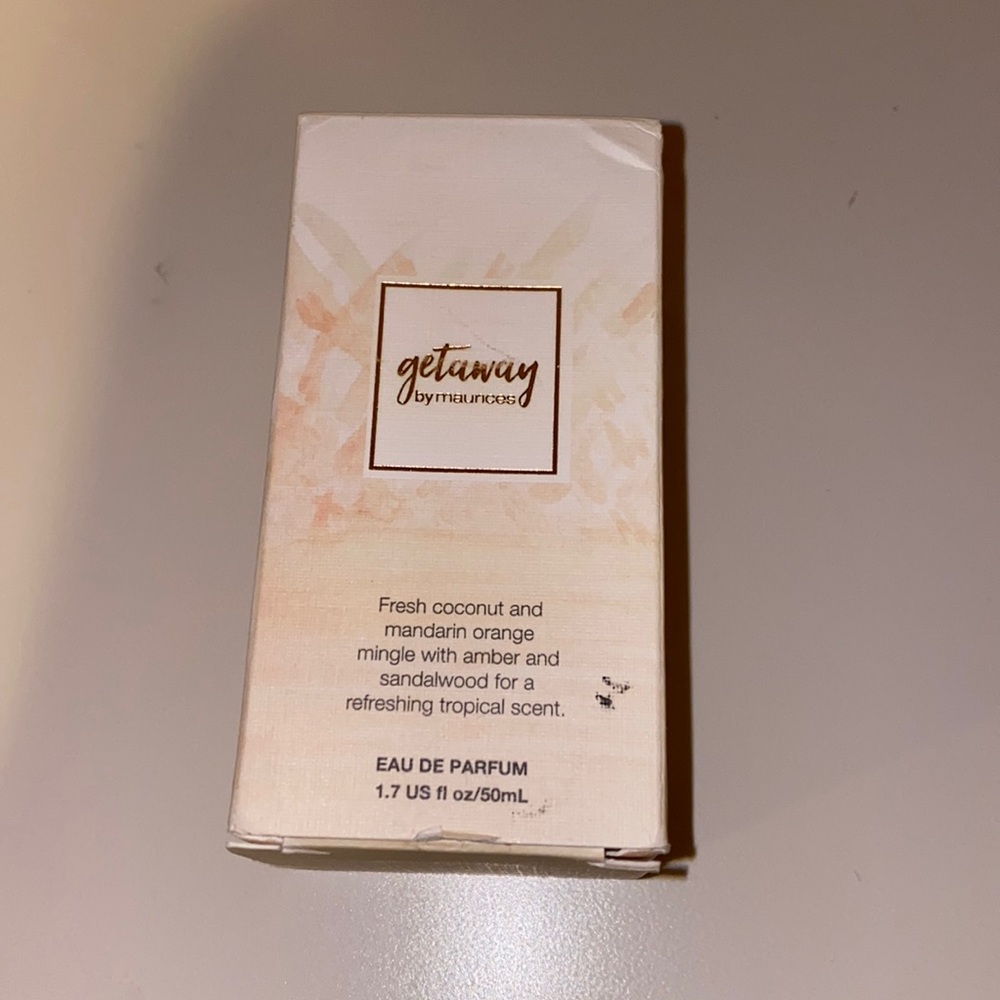 getaway
by maurices
Fresh coconut and
mandarin orange
mingle with amber and
sandalwood for a
refreshing tropical scent.
EAU DE PARFUM
1.7 US fl oz/50mL